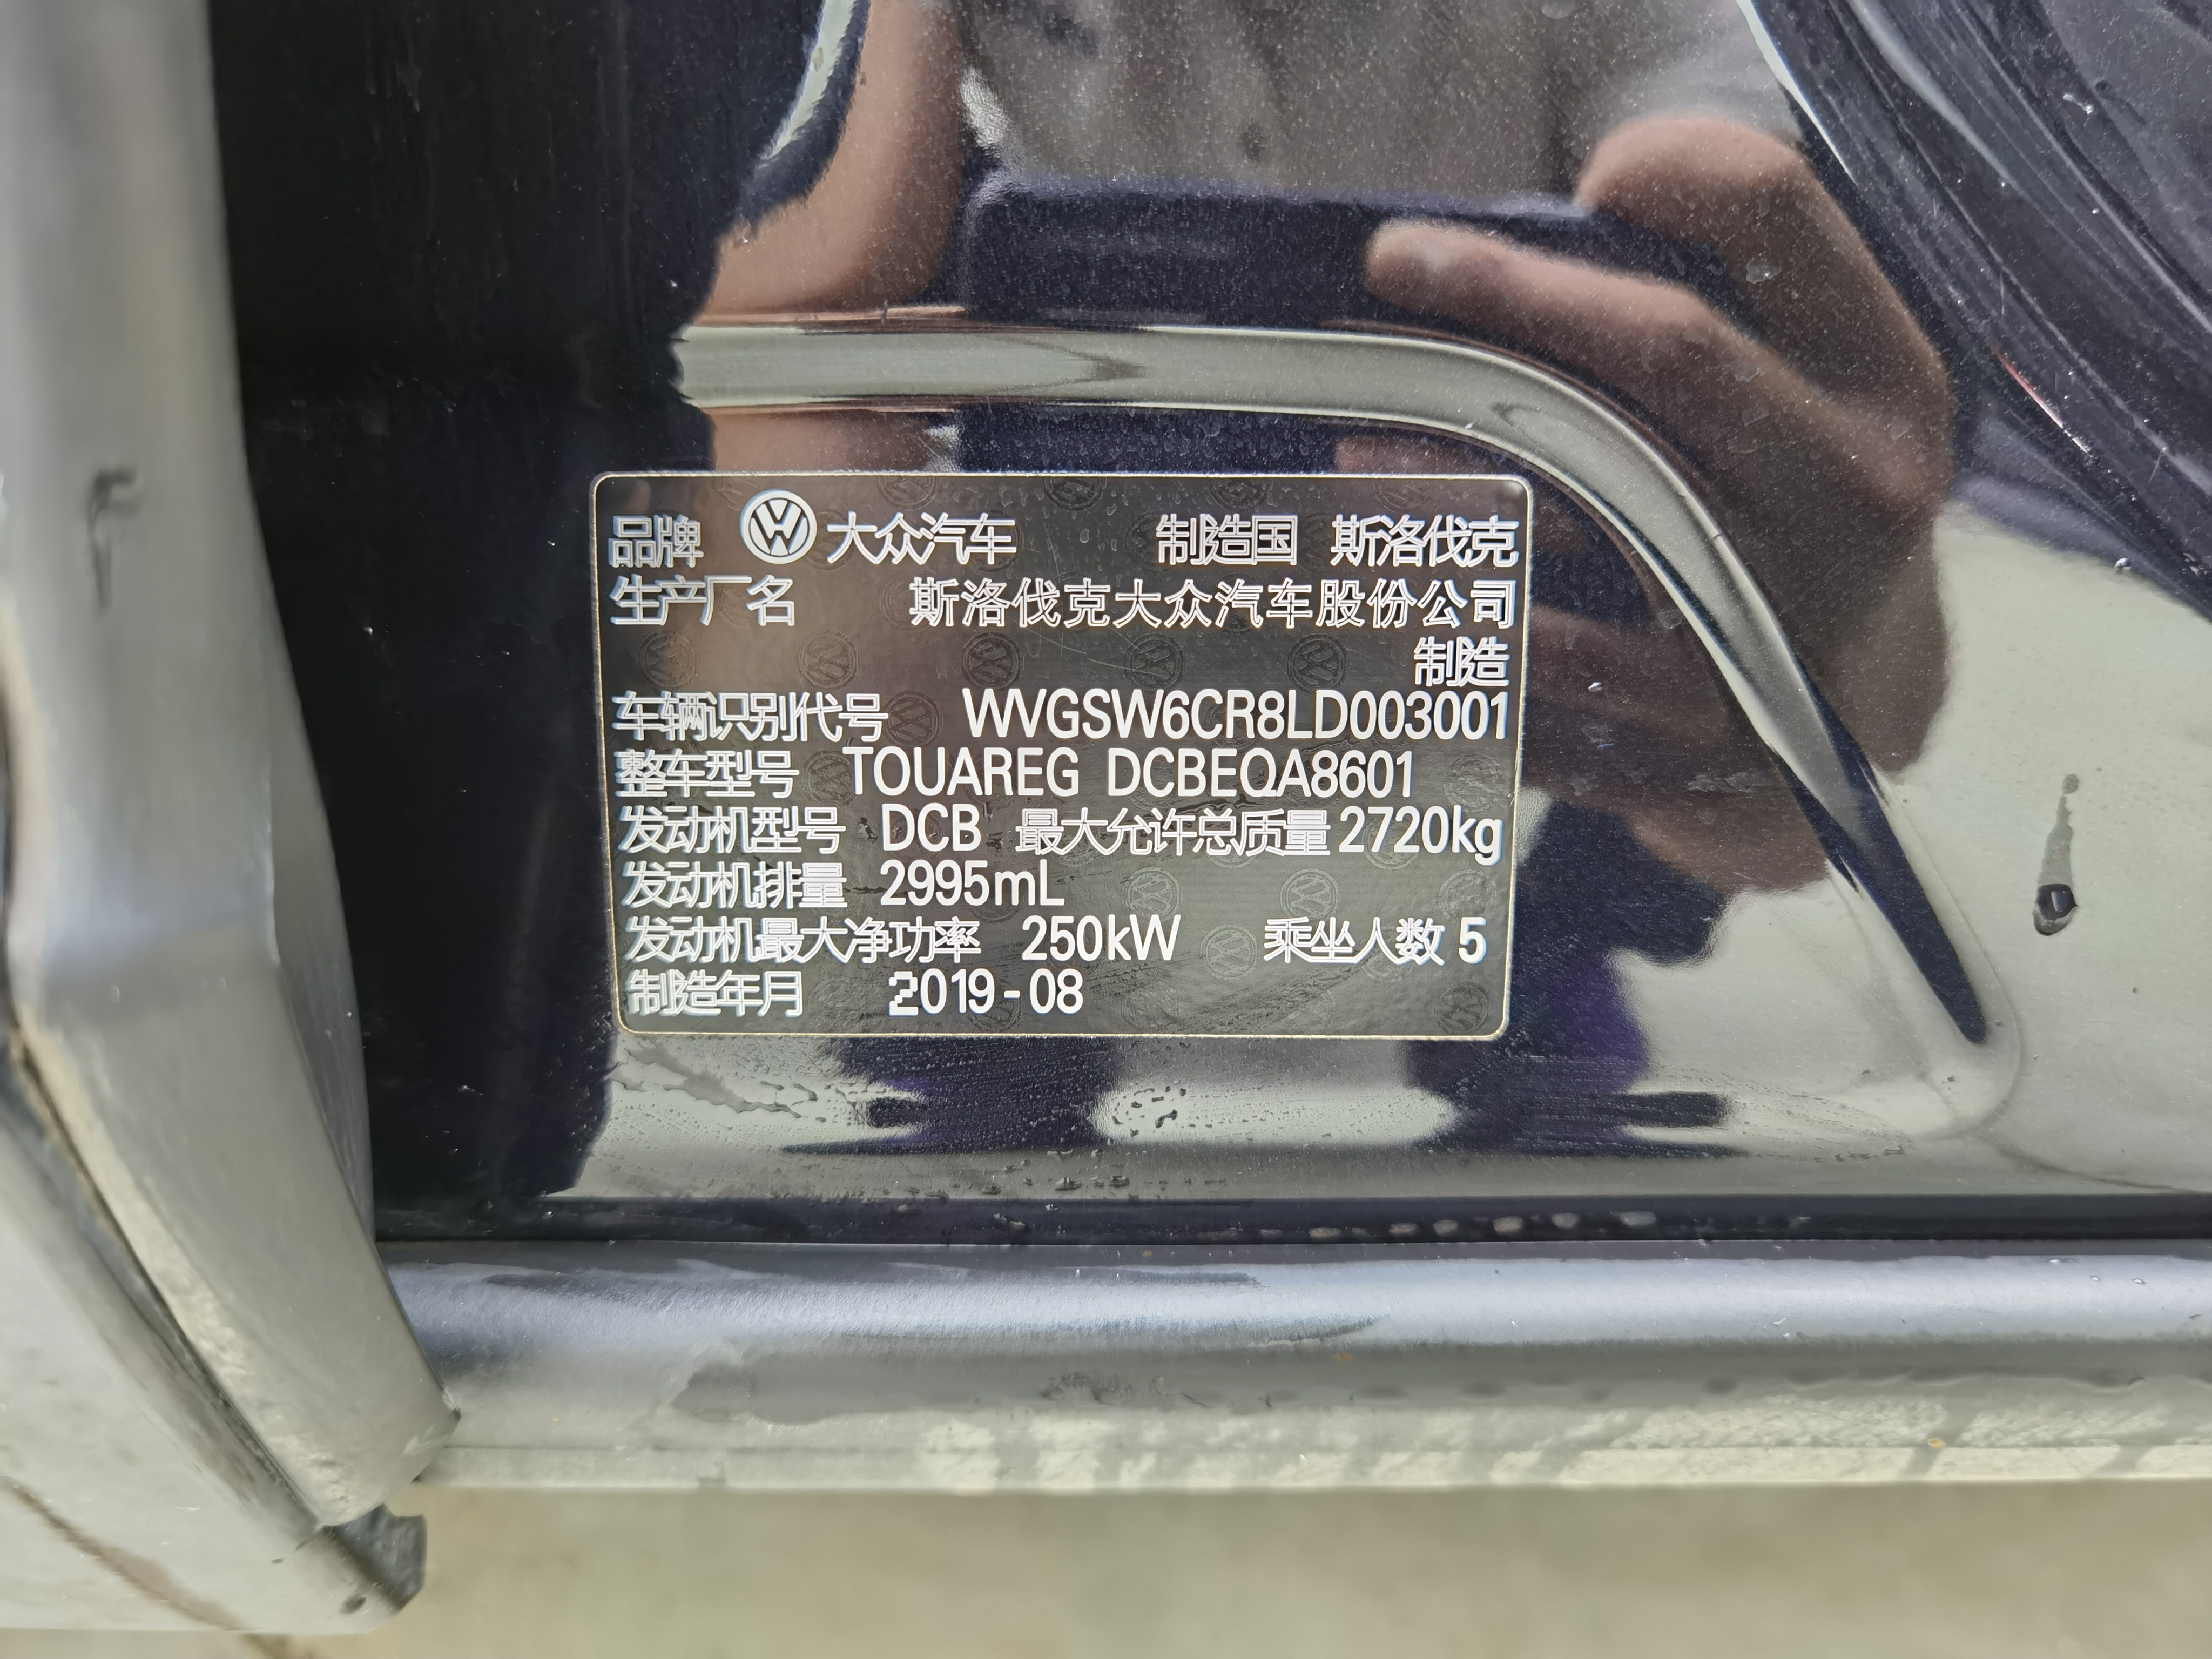 品牌 大众汽车 制造国 斯洛伐克
生产厂名 斯洛伐克大众汽车股份公司
制造
车辆识别代号 WVGSW6CR8LD003001
整车型号 TOUAREG DCBEQA8601
发动机型号 DCB 最大允许总质量 2720kg
发动机排量 2995mL
发动机最大净功率 250kW 乘坐人数 5
制造年月 2019-08